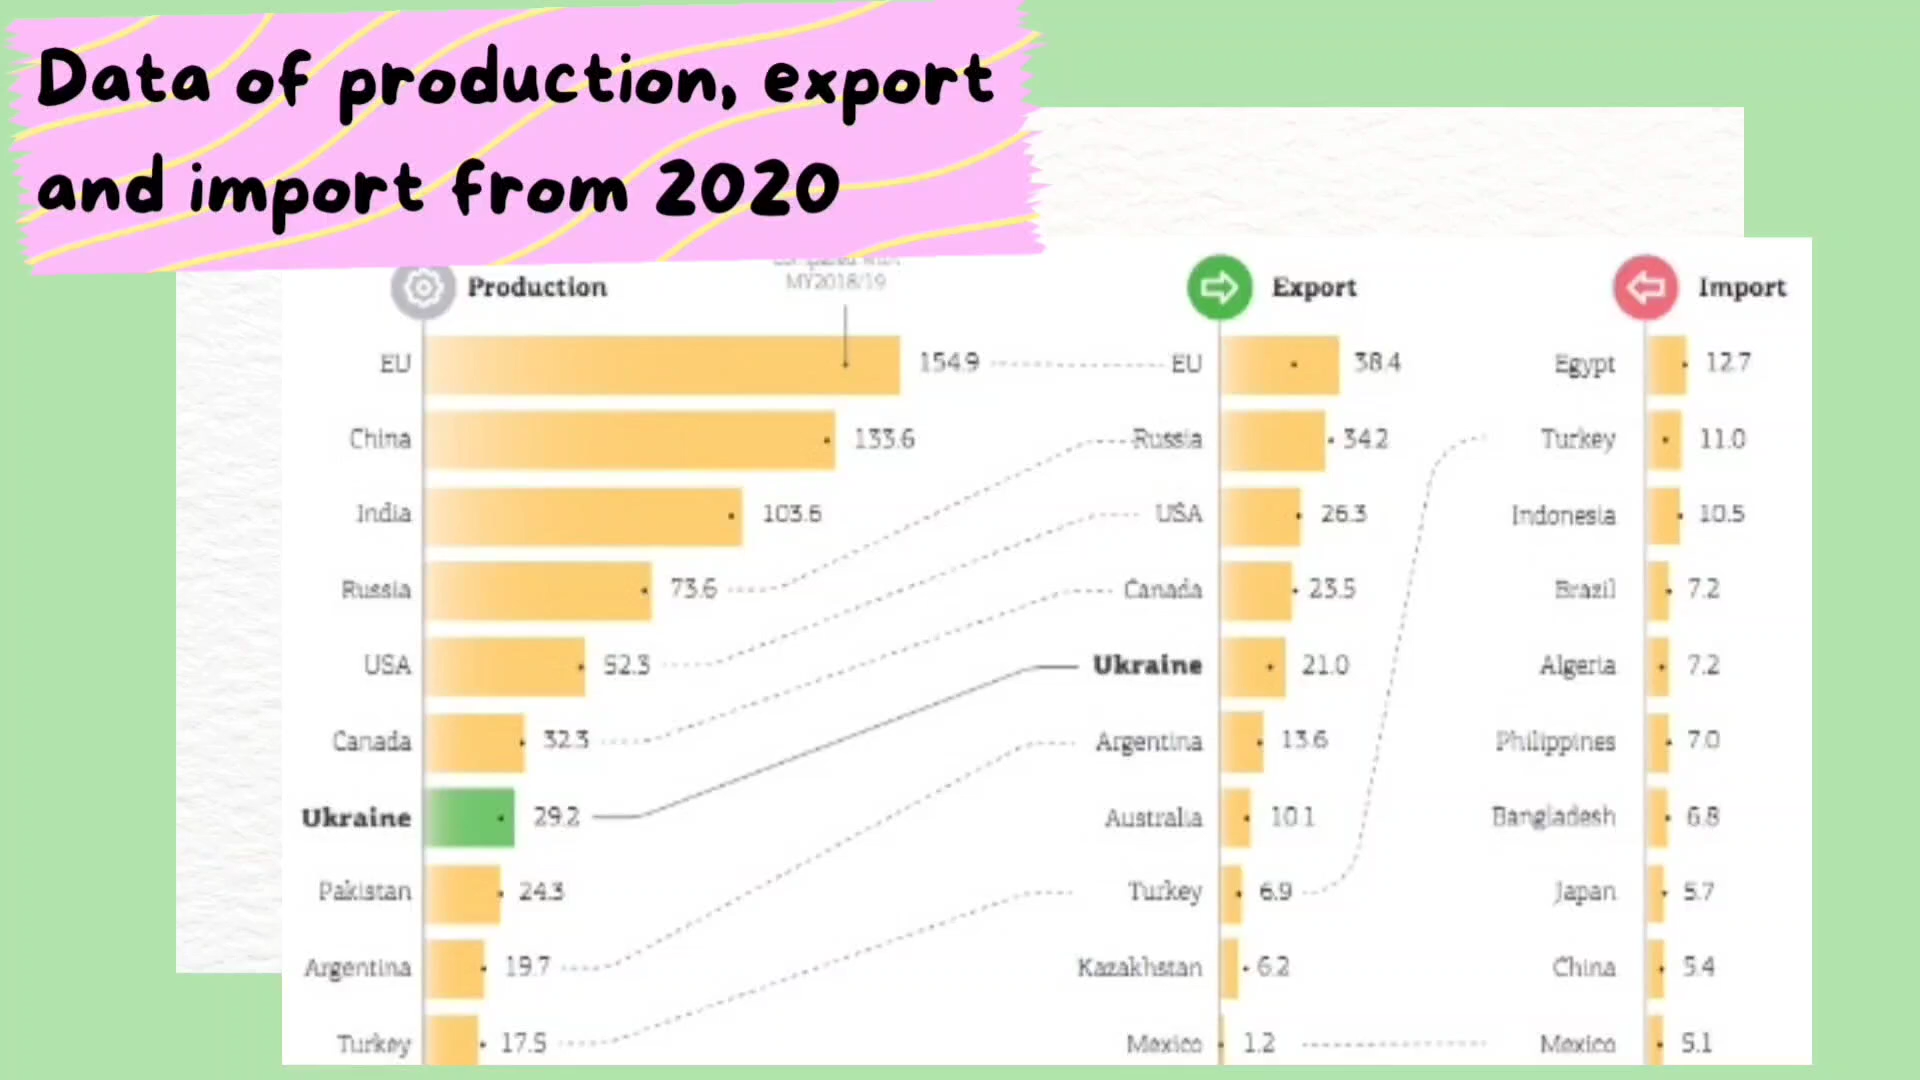 Data of production, export
and import from 2020
MY2018/19
Production
Export
Import
EU 154.9 EU 38.4 Egypt 12.7
China 133.6 Russia 34.2 Turkey 11.0
India 103.6 USA 26.3 Indonesia 10.5
Russia 73.6 Canada 23.5 Brazil 7.2
USA 52.3 Ukraine 21.0 Algeria 7.2
Canada 32.3 Argentina 13.6 Philippines 7.0
Ukraine 29.2 Australia 10.1 Bangladesh 6.8
Pakistan 24.3 Turkey 6.9 Japan 5.7
Argentina 19.7 Kazakhstan 6.2 China 5.4
Turkey 17.5 Mexico 1.2 Mexico 5.1